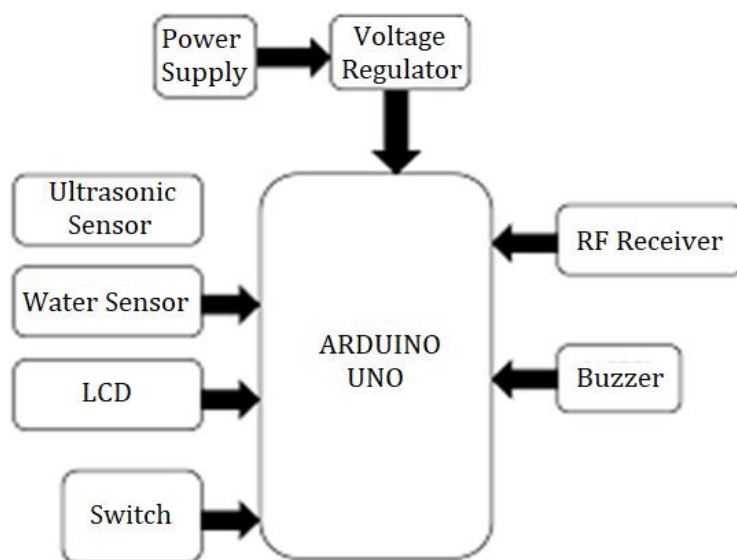 Power
Supply
Voltage
Regulator
Ultrasonic
Sensor
Water Sensor
LCD
Switch
ARDUINO
UNO
RF Receiver
Buzzer